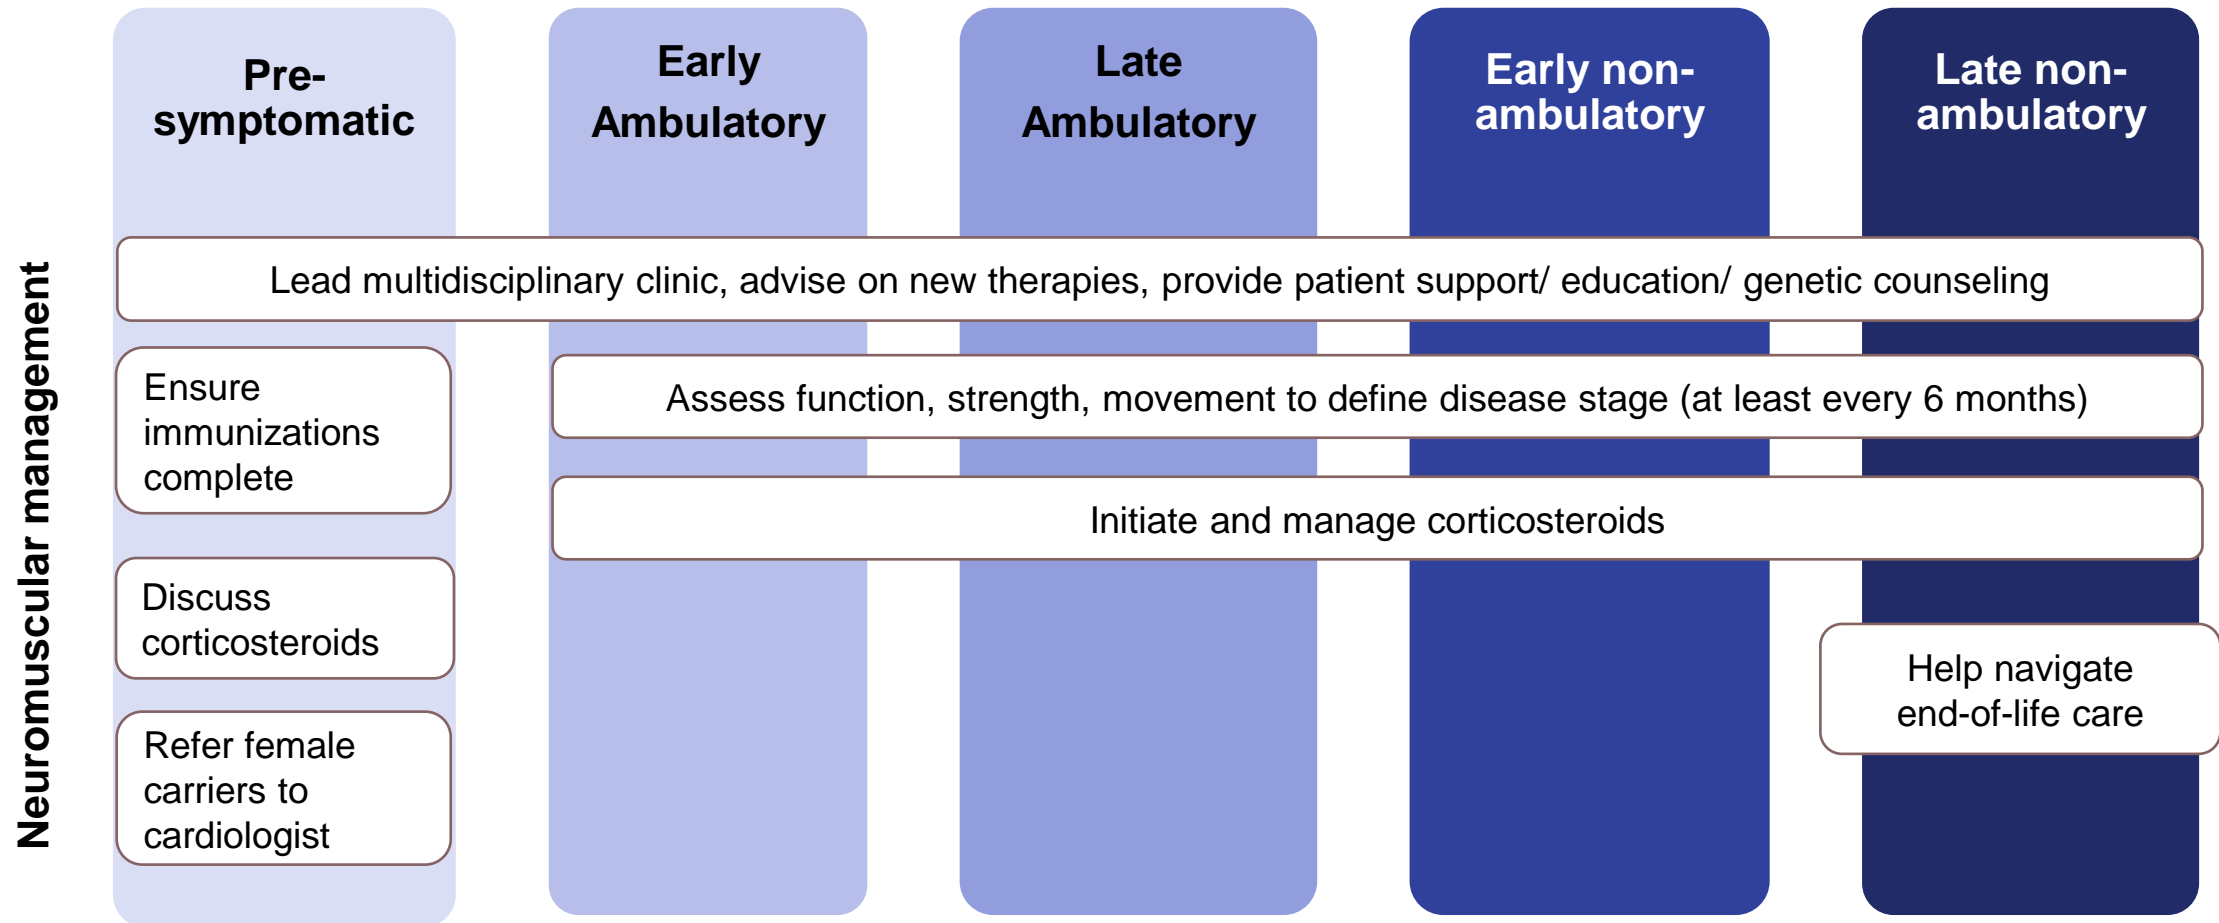 Pre-
symptomatic
Early
Ambulatory
Late
Ambulatory
Early non-
ambulatory
Late non-
ambulatory
Neuromuscular management
Lead multidisciplinary clinic, advise on new therapies, provide patient support/ education/ genetic counseling
Ensure
immunizations
complete
Assess function, strength, movement to define disease stage (at least every 6 months)
Initiate and manage corticosteroids
Discuss
corticosteroids
Help navigate
end-of-life care
Refer female
carriers to
cardiologist